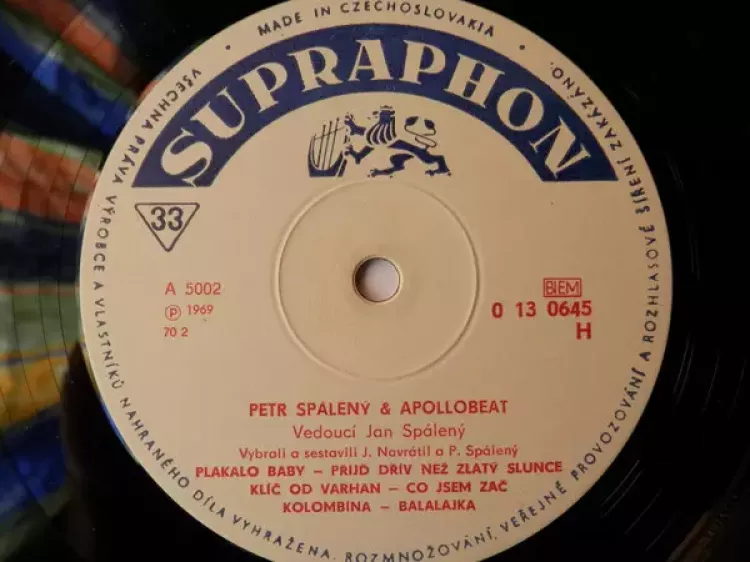 • MADE IN CZECHOSLOVAKIA •
SUPRAPHON
33
A 5002
Ⓟ 1969
70 2
BIEM
0 13 0645
H
PETR SPÁLENÝ & APOLLOBEAT
Vedoucí Jan Spálený
Vybrali a sestavili J. Navrátil a P. Spálený
PLAKALO BABY – PRIJĎ DŘÍV NEŽ ZLATÝ SLUNCE
KLÍČ OD VARHAN – CO JSEM ZAČ
KOLOMBÍNA – BALALAJKA
VŠECHNA PRÁVA VÝROBCE A VLASTNÍKŮ NAHRANÉHO DÍLA VYHRAŽENA. ROZMNOŽOVÁNÍ, VEŘEJNÉ PROVOZOVÁNÍ A ROZHLASOVÉ ŠÍŘENÍ ZAKÁZÁNO.